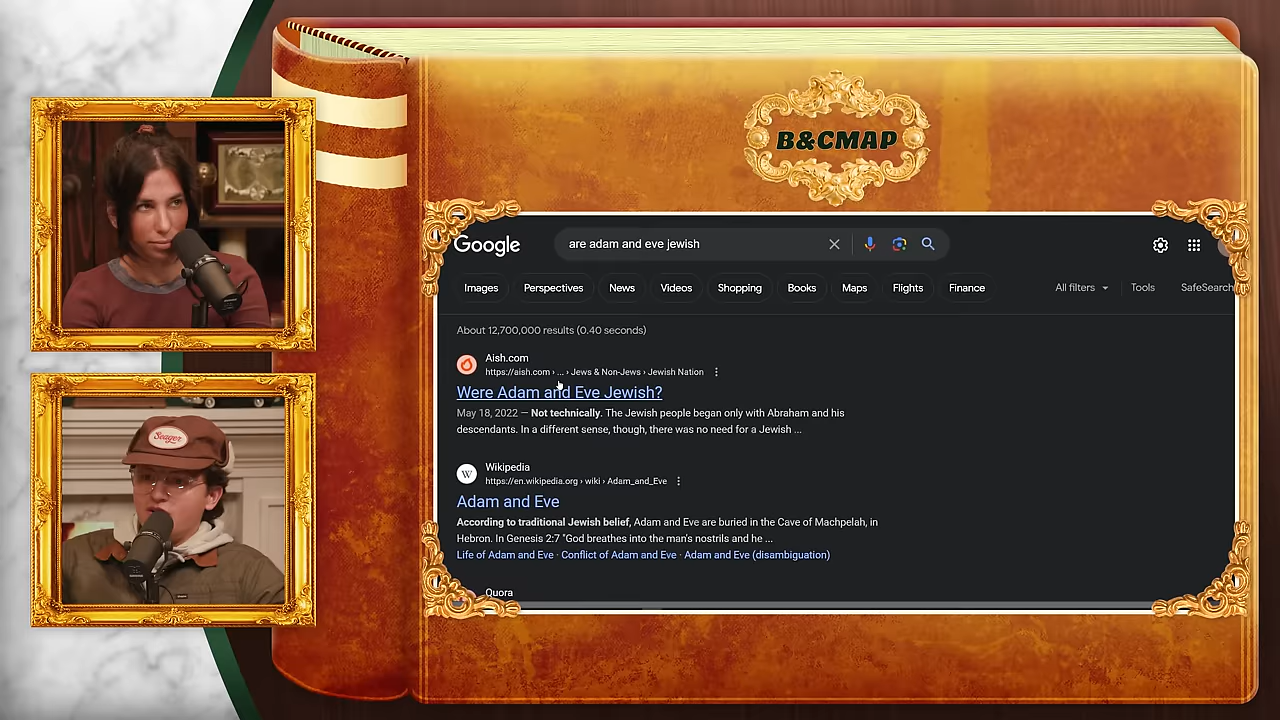 B&CMAP
Seager
Google
are adam and eve jewish
Images Perspectives News Videos Shopping Books Maps Flights Finance All filters Tools SafeSearch
About 12,700,000 results (0.40 seconds)
Aish.com
https://aish.com › ... › Jews & Non-Jews › Jewish Nation
Were Adam and Eve Jewish?
May 18, 2022 — Not technically. The Jewish people began only with Abraham and his
descendants. In a different sense, though, there was no need for a Jewish ...
W
Wikipedia
https://en.wikipedia.org › wiki › Adam_and_Eve
Adam and Eve
According to traditional Jewish belief, Adam and Eve are buried in the Cave of Machpelah, in
Hebron. In Genesis 2:7 "God breathes into the man's nostrils and he ...
Life of Adam and Eve · Conflict of Adam and Eve · Adam and Eve (disambiguation)
Quora